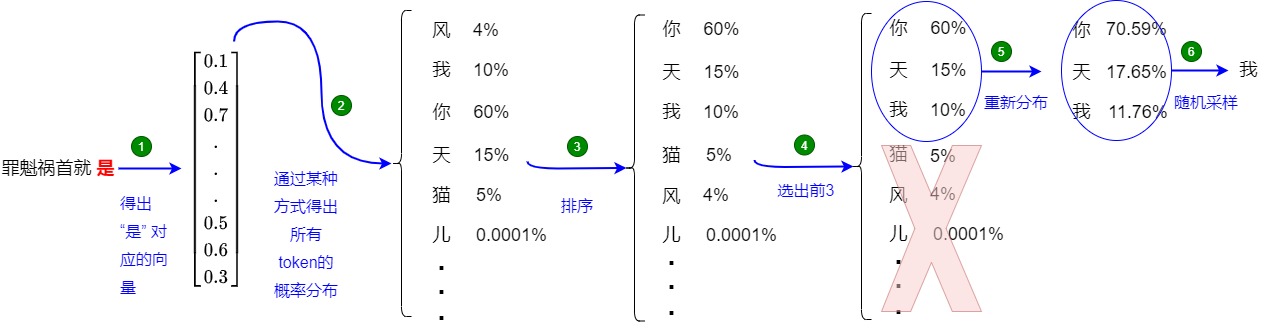 罪魁祸首就 是
1
得出
“是” 对
应的向
量
0.1
0.4
0.7
.
.
.
0.5
0.6
0.3
2
通过某种
方式得出
所有
token的
概率分布
风 4%
我 10%
你 60%
天 15%
猫 5%
儿 0.0001%
.
.
.
3
排序
你 60%
天 15%
我 10%
猫 5%
风 4%
儿 0.0001%
.
.
.
4
选出前3
你 60%
天 15%
我 10%
猫 5%
风 4%
儿 0.0001%
.
.
.
5
重新分布
你 70.59%
天 17.65%
我 11.76%
6
随机采样
我